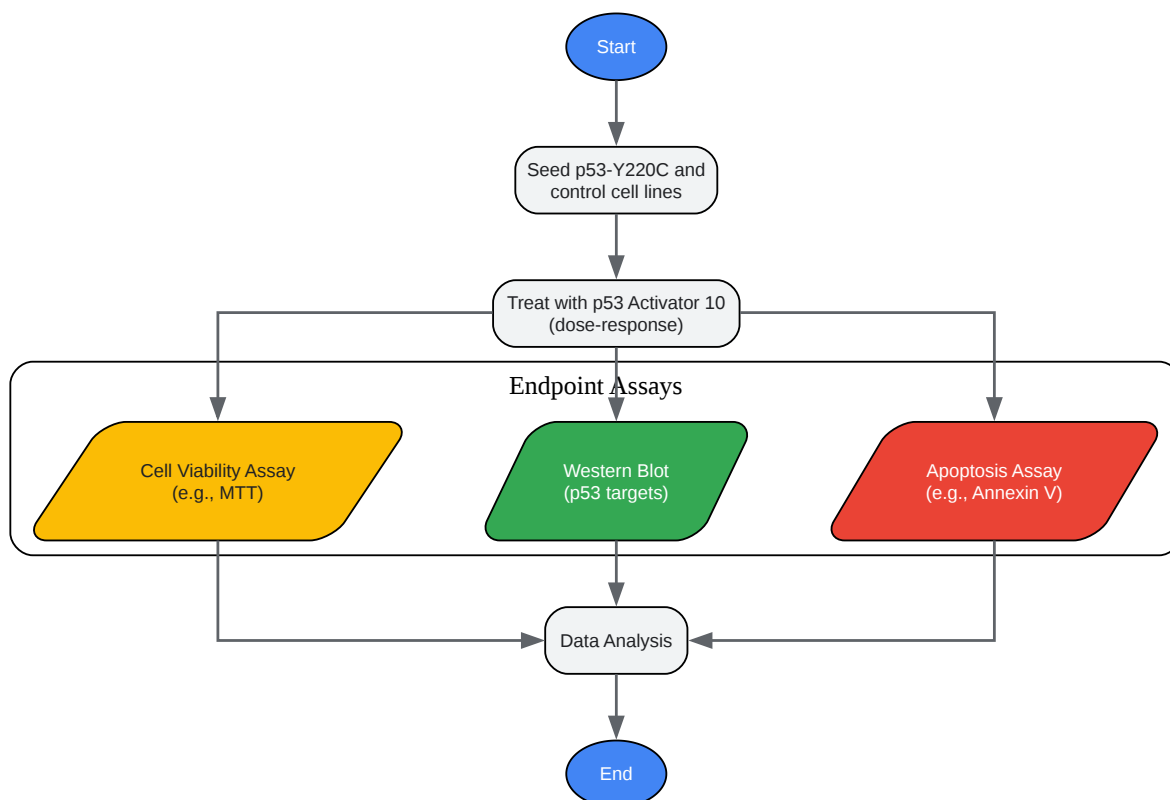 Start
Seed p53-Y220C and
control cell lines
Treat with p53 Activator 10
(dose-response)
Endpoint Assays
Cell Viability Assay
(e.g., MTT)
Western Blot
(p53 targets)
Apoptosis Assay
(e.g., Annexin V)
Data Analysis
End